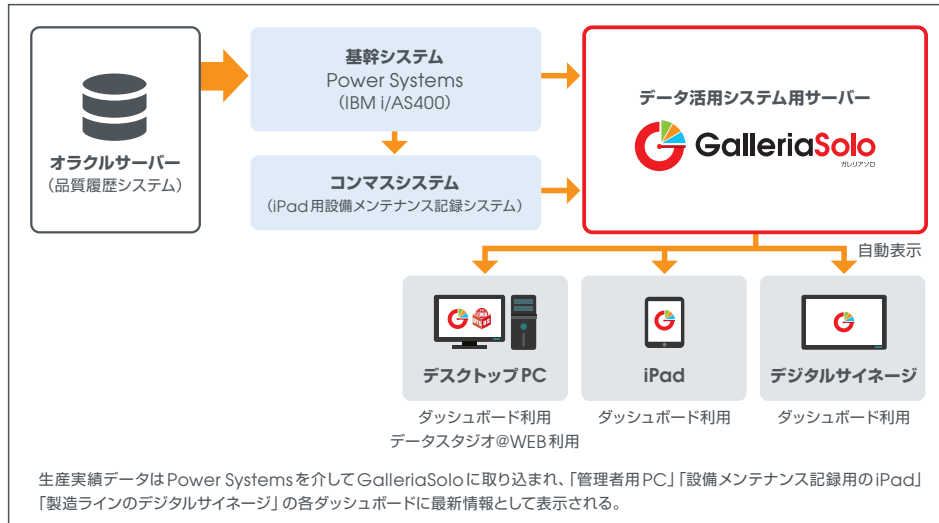 基幹システム
Power Systems
（IBM i/AS400）
オラクルサーバー
（品質履歴システム）
コンマスシステム
（iPad用設備メンテナンス記録システム）
データ活用システム用サーバー
GalleriaSolo
ガレリアソロ
自動表示
デスクトップPC
iPad
デジタルサイネージ
ダッシュボード利用
データスタジオ@WEB利用
ダッシュボード利用
ダッシュボード利用
生産実績データはPower Systemsを介してGalleriaSoloに取り込まれ、「管理者用PC」「設備メンテナンス記録用のiPad」
「製造ラインのデジタルサイネージ」の各ダッシュボードに最新情報として表示される。